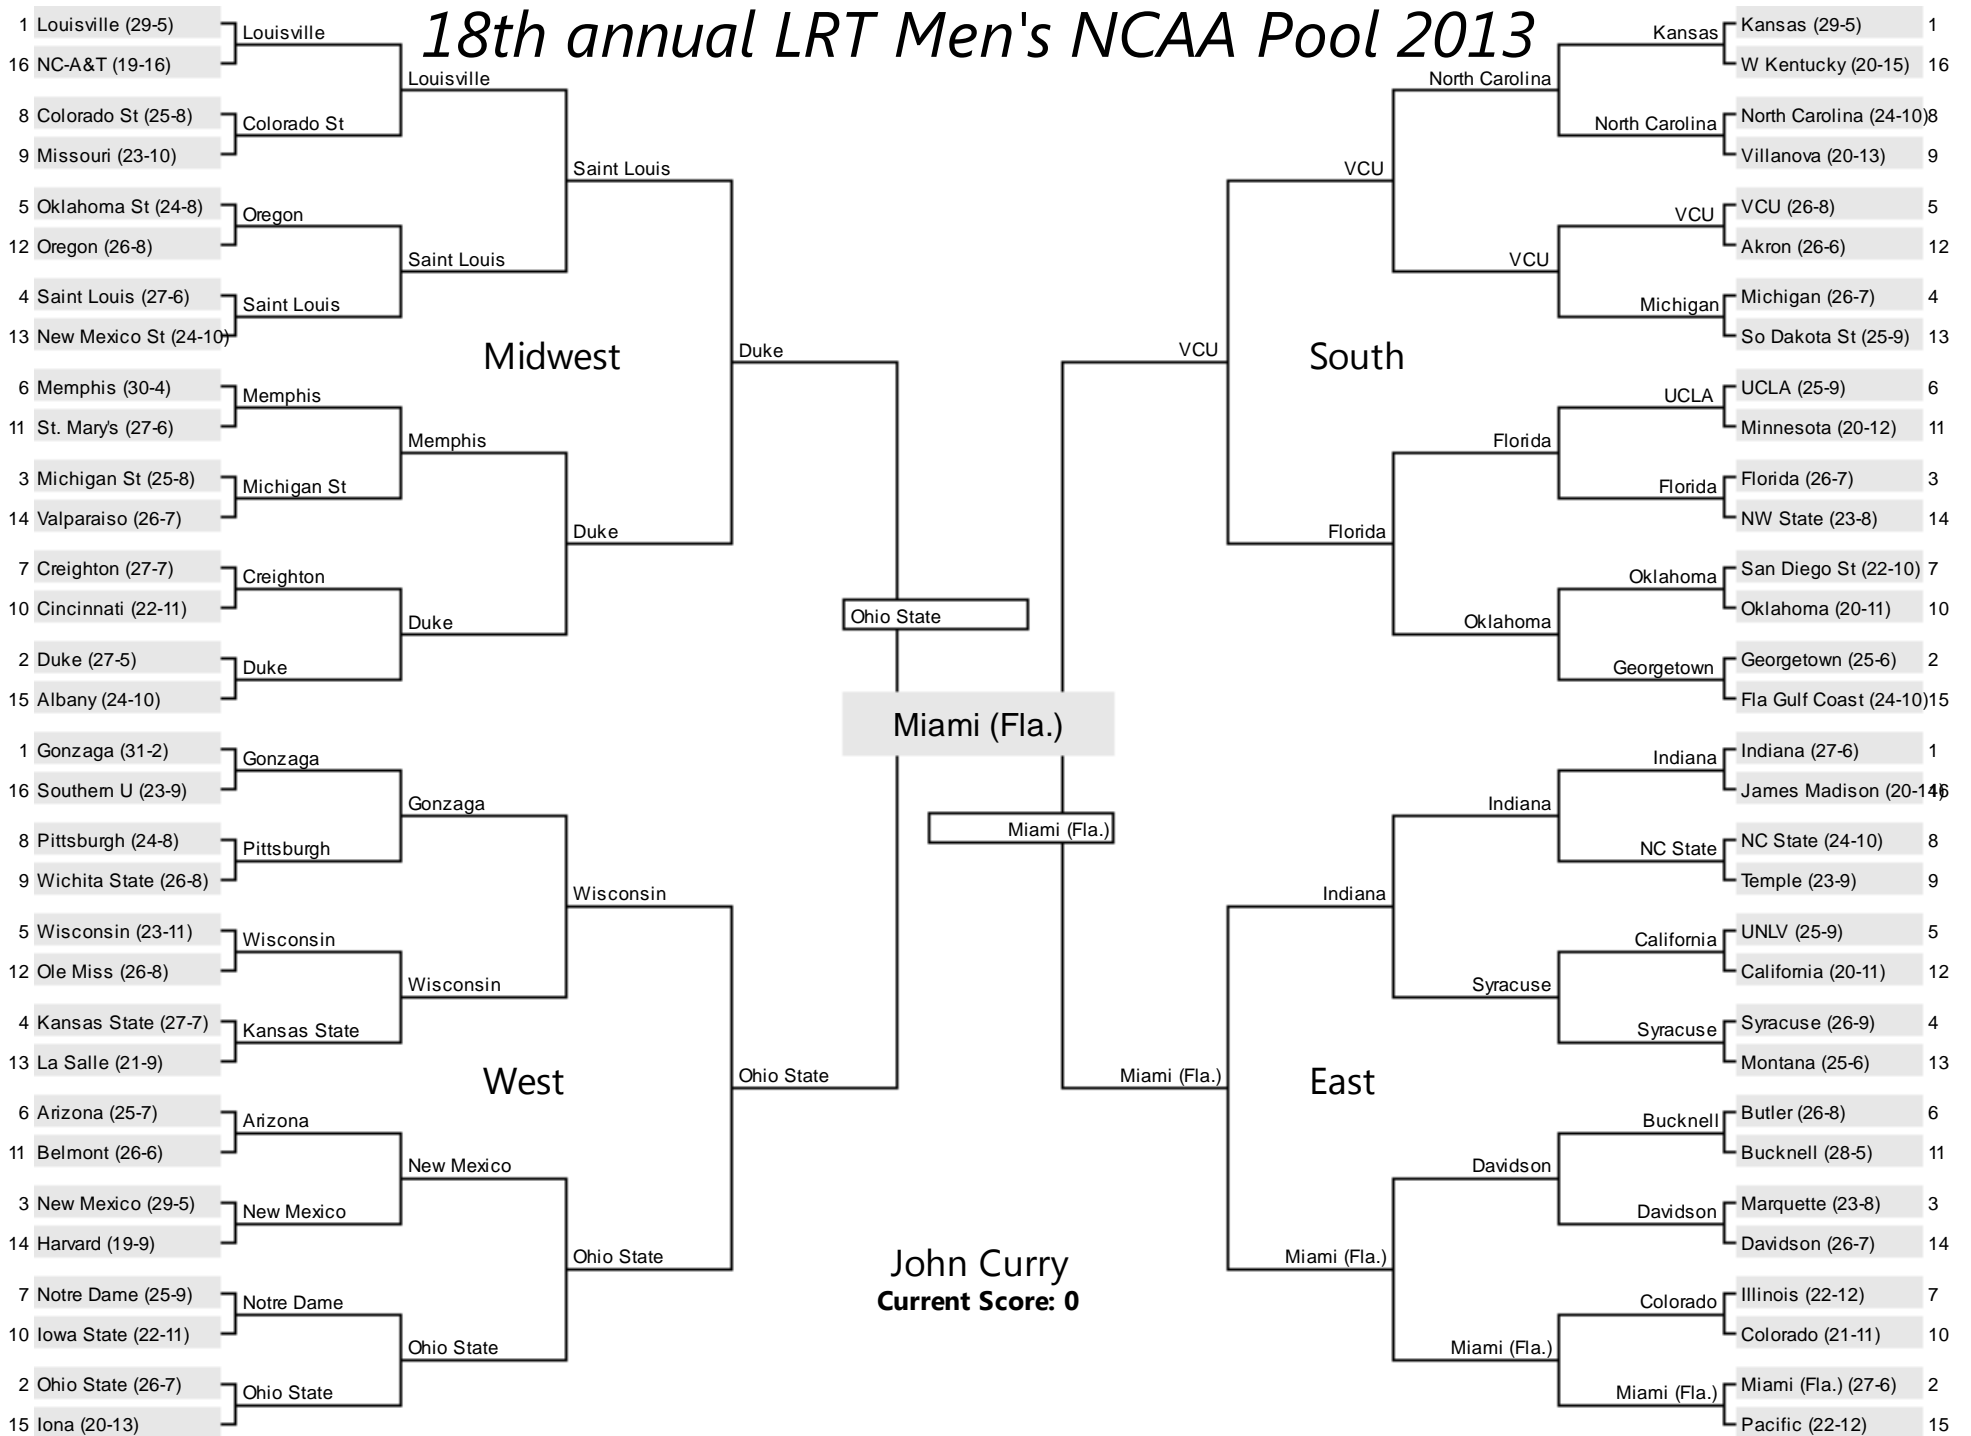 18th annual LRT Men's NCAA Pool 2013
1 Louisville (29-5)
16 NC-A&T (19-16)
8 Colorado St (25-8)
9 Missouri (23-10)
5 Oklahoma St (24-8)
12 Oregon (26-8)
4 Saint Louis (27-6)
13 New Mexico St (24-10)
6 Memphis (30-4)
11 St. Mary's (27-6)
3 Michigan St (25-8)
14 Valparaiso (26-7)
7 Creighton (27-7)
10 Cincinnati (22-11)
2 Duke (27-5)
15 Albany (24-10)
Louisville
Colorado St
Oregon
Saint Louis
Memphis
Michigan St
Creighton
Duke
Louisville
Saint Louis
Memphis
Duke
Saint Louis
Duke
Midwest
Duke
1 Gonzaga (31-2)
16 Southern U (23-9)
8 Pittsburgh (24-8)
9 Wichita State (26-8)
5 Wisconsin (23-11)
12 Ole Miss (26-8)
4 Kansas State (27-7)
13 La Salle (21-9)
6 Arizona (25-7)
11 Belmont (26-6)
3 New Mexico (29-5)
14 Harvard (19-9)
7 Notre Dame (25-9)
10 Iowa State (22-11)
2 Ohio State (26-7)
15 Iona (20-13)
Gonzaga
Pittsburgh
Wisconsin
Kansas State
Arizona
New Mexico
Notre Dame
Ohio State
Gonzaga
Wisconsin
New Mexico
Ohio State
Wisconsin
Ohio State
West
Ohio State
Ohio State
Miami (Fla.)
Miami (Fla.)
John Curry
Current Score: 0
VCU
South
VCU
Florida
North Carolina
VCU
Florida
Oklahoma
Kansas
North Carolina
VCU
Michigan
UCLA
Florida
Oklahoma
Georgetown
Kansas (29-5) 1
W Kentucky (20-15) 16
North Carolina (24-10) 8
Villanova (20-13) 9
VCU (26-8) 5
Akron (26-6) 12
Michigan (26-7) 4
So Dakota St (25-9) 13
UCLA (25-9) 6
Minnesota (20-12) 11
Florida (26-7) 3
NW State (23-8) 14
San Diego St (22-10) 7
Oklahoma (20-11) 10
Georgetown (25-6) 2
Fla Gulf Coast (24-10) 15
Miami (Fla.)
East
Indiana
Miami (Fla.)
Indiana
Syracuse
Davidson
Miami (Fla.)
Indiana
NC State
California
Syracuse
Bucknell
Davidson
Colorado
Miami (Fla.)
Indiana (27-6) 1
James Madison (20-14) 16
NC State (24-10) 8
Temple (23-9) 9
UNLV (25-9) 5
California (20-11) 12
Syracuse (26-9) 4
Montana (25-6) 13
Butler (26-8) 6
Bucknell (28-5) 11
Marquette (23-8) 3
Davidson (26-7) 14
Illinois (22-12) 7
Colorado (21-11) 10
Miami (Fla.) (27-6) 2
Pacific (22-12) 15